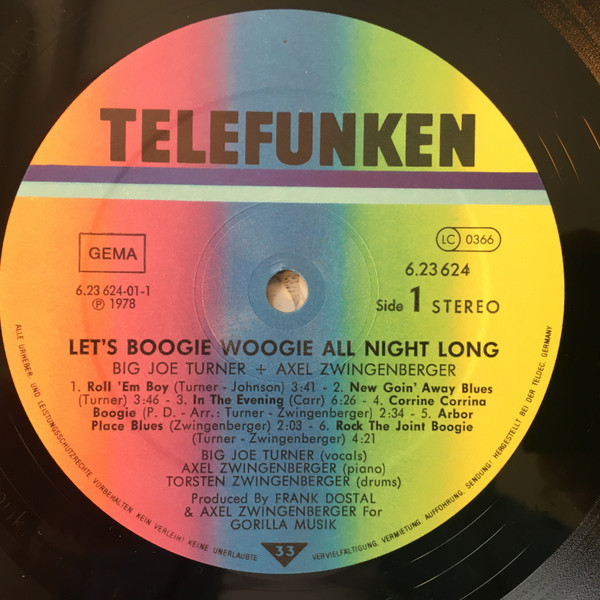 TELEFUNKEN
GEMA
LC 0366
6.23 624-01-1
Ⓟ 1978
6.23 624
Side 1 STEREO
LET'S BOOGIE WOOGIE ALL NIGHT LONG
BIG JOE TURNER + AXEL ZWINGENBERGER
1. Roll 'Em Boy (Turner - Johnson) 3:41 - 2. New Goin' Away Blues
(Turner) 3:46 - 3. In The Evening (Carr) 6:26 - 4. Corrine Corrina
Boogie (P. D. - Arr.: Turner - Zwingenberger) 2:34 - 5. Arbor
Place Blues (Zwingenberger) 2:03 - 6. Rock The Joint Boogie
(Turner - Zwingenberger) 4:21
BIG JOE TURNER (vocals)
AXEL ZWINGENBERGER (piano)
TORSTEN ZWINGENBERGER (drums)
Produced By FRANK DOSTAL
& AXEL ZWINGENBERGER For
GORILLA MUSIK
33
ALLE URHEBER- UND LEISTUNGSSCHUTZRECHTE VORBEHALTEN. KEIN VERLEIH! KEINE UNERLAUBTE VERVIELFÄLTIGUNG, VERMIETUNG, AUFFÜHRUNG, SENDUNG! HERGESTELLT BEI DER TELDEC, GERMANY